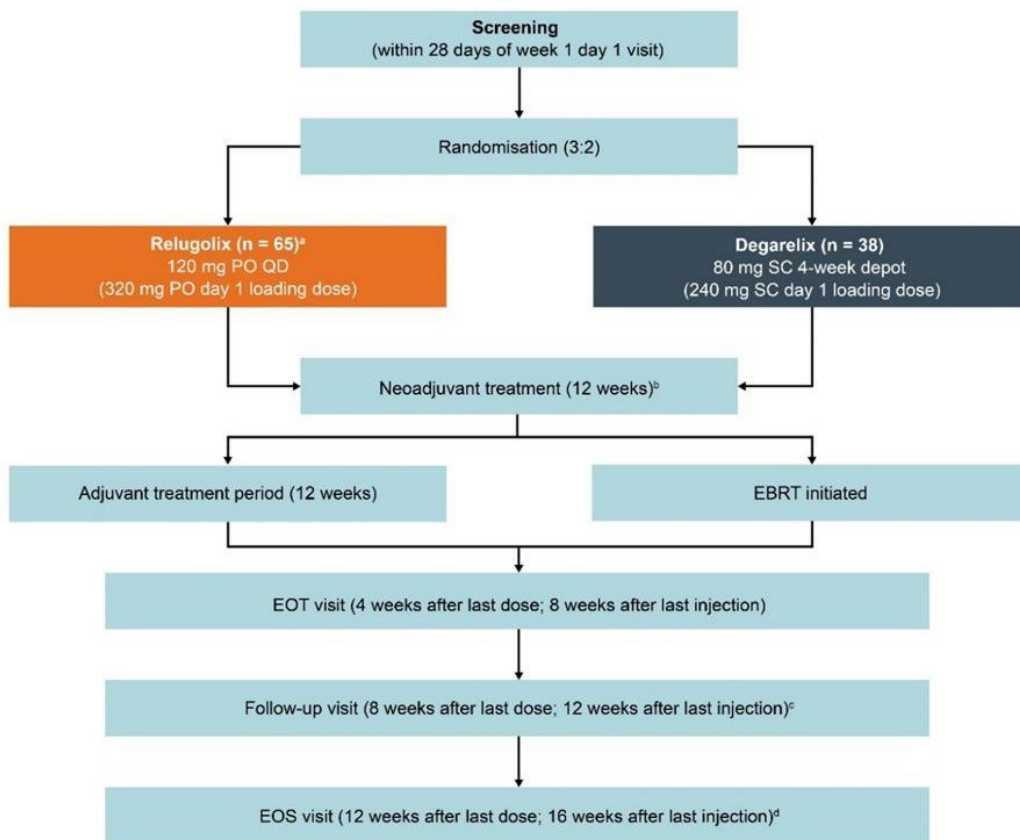 Screening
(within 28 days of week 1 day 1 visit)
Randomisation (3:2)
Relugolix (n = 65)ᵃ
120 mg PO QD
(320 mg PO day 1 loading dose)
Degarelix (n = 38)
80 mg SC 4-week depot
(240 mg SC day 1 loading dose)
Neoadjuvant treatment (12 weeks)ᵇ
Adjuvant treatment period (12 weeks)
EBRT initiated
EOT visit (4 weeks after last dose; 8 weeks after last injection)
Follow-up visit (8 weeks after last dose; 12 weeks after last injection)ᶜ
EOS visit (12 weeks after last dose; 16 weeks after last injection)ᵈ